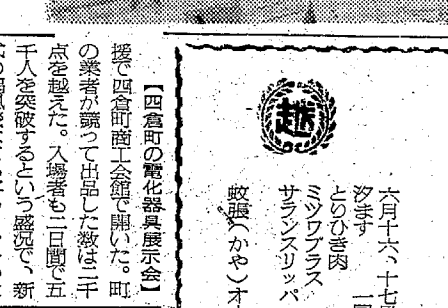 越
六月十六、十七
汐ます
とりひき肉
ミツワプラス
サランスリッパ
蚊張(かや)オ
【四倉町の電化器具展示会】
援で四倉町商工会館で開いた。町
の業者が競って出品した数は二千
点を越えた。入場者も二日間で五
千人を突破するという盛況で、新